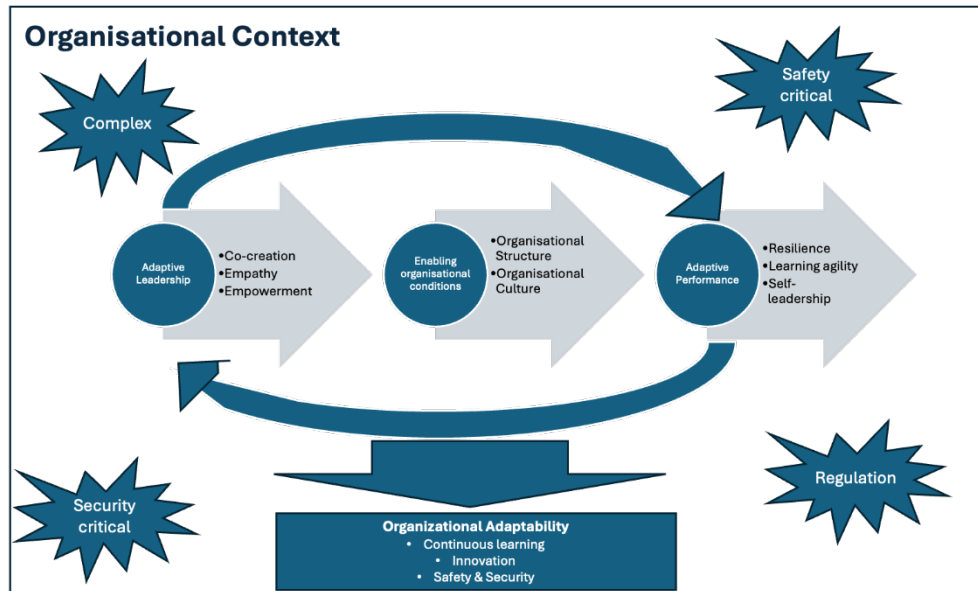 Organisational Context
Complex
Safety
critical
Adaptive
Leadership
•Co-creation
•Empathy
•Empowerment
Enabling
organisational
conditions
•Organisational
Structure
•Organisational
Culture
Adaptive
Performance
•Resilience
•Learning agility
•Self-
leadership
Security
critical
Regulation
Organizational Adaptability
• Continuous learning
• Innovation
• Safety & Security